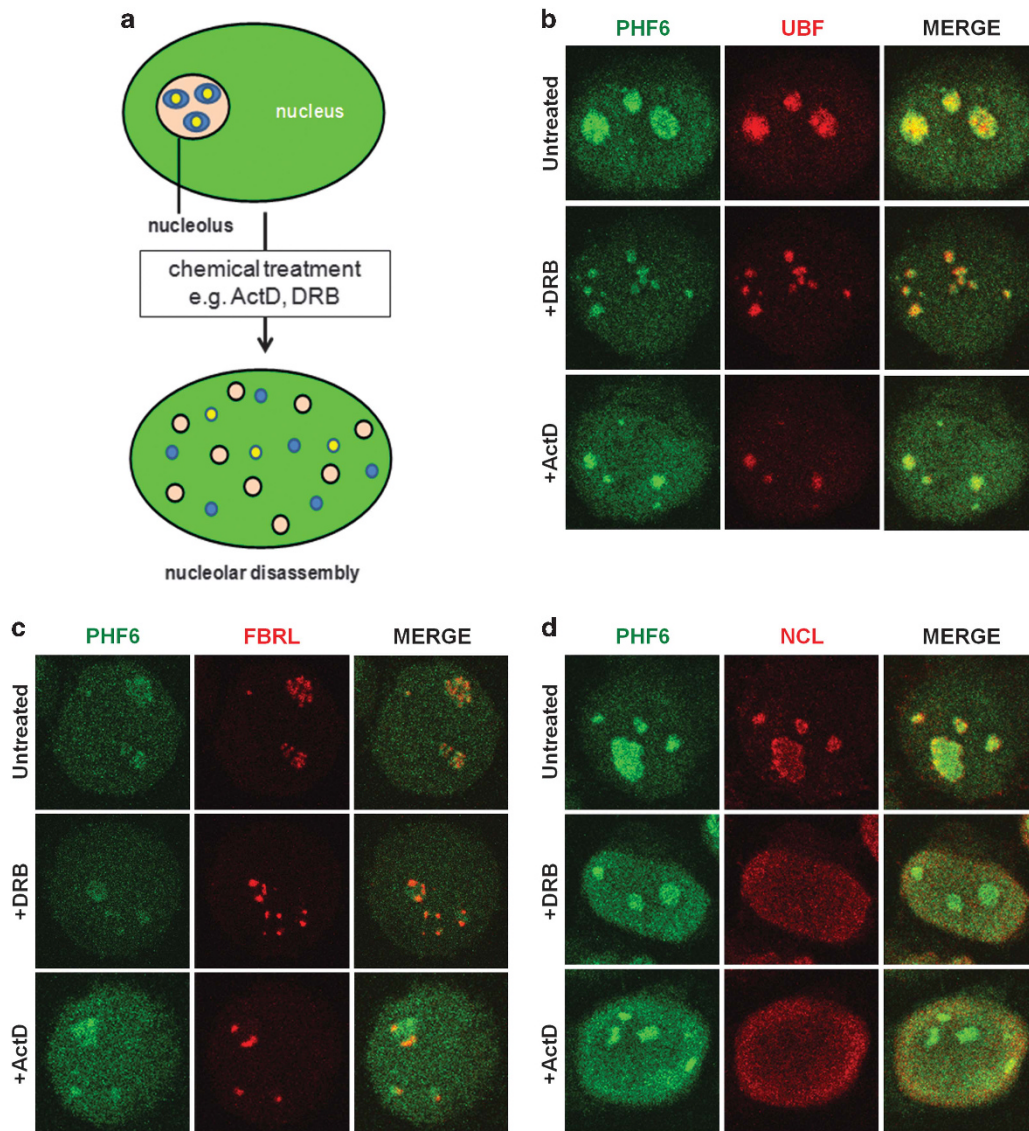 a
nucleus
nucleolus
chemical treatment
e.g. ActD, DRB
nucleolar disassembly
b
PHF6 UBF MERGE
Untreated
+DRB
+ActD
c
PHF6 FBRL MERGE
Untreated
+DRB
+ActD
d
PHF6 NCL MERGE
Untreated
+DRB
+ActD